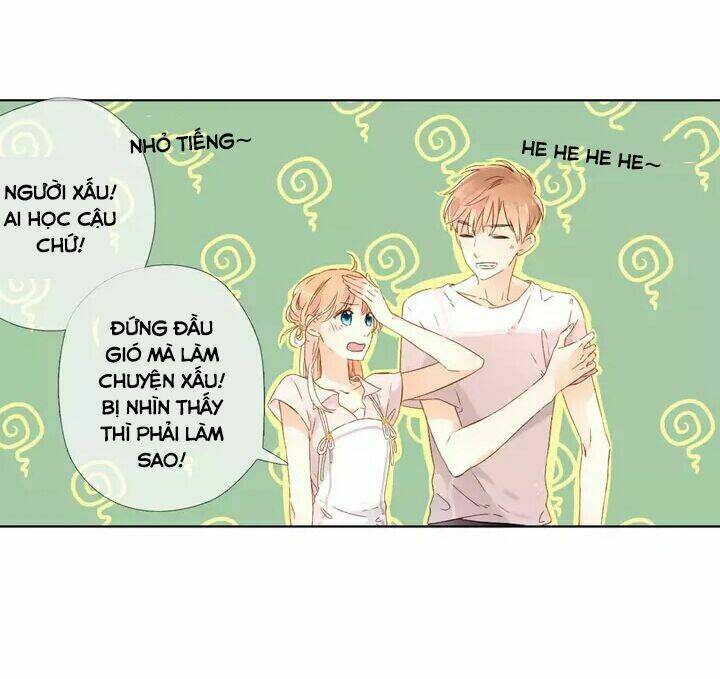 NHỎ TIẾNG~
HE HE HE HE~
NGƯỜI XẤU!
AI HỌC CẬU
CHỨ!
ĐỨNG ĐẦU
GIÓ MÀ LÀM
CHUYỆN XẤU!
BỊ NHÌN THẤY
THÌ PHẢI LÀM
SAO!